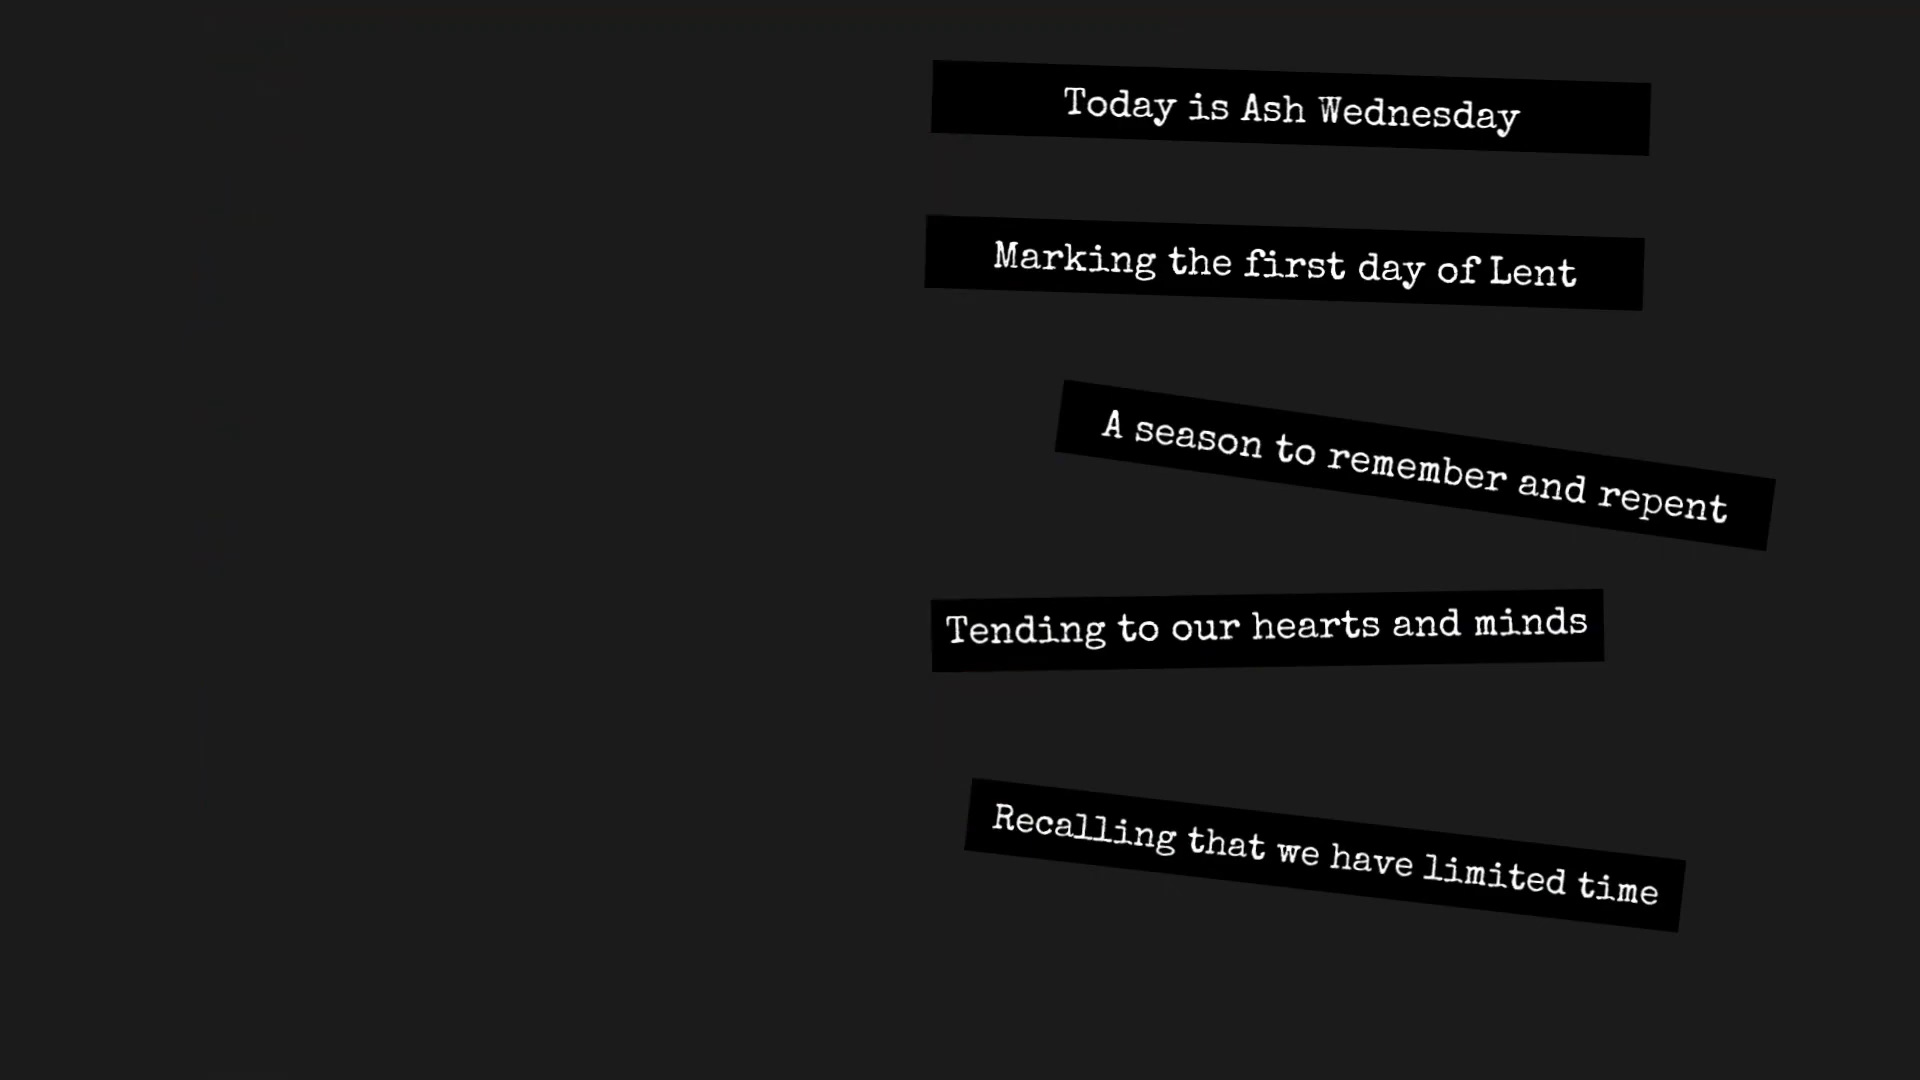 Today is Ash Wednesday
Marking the first day of Lent
A season to remember and repent
Tending to our hearts and minds
Recalling that we have limited time